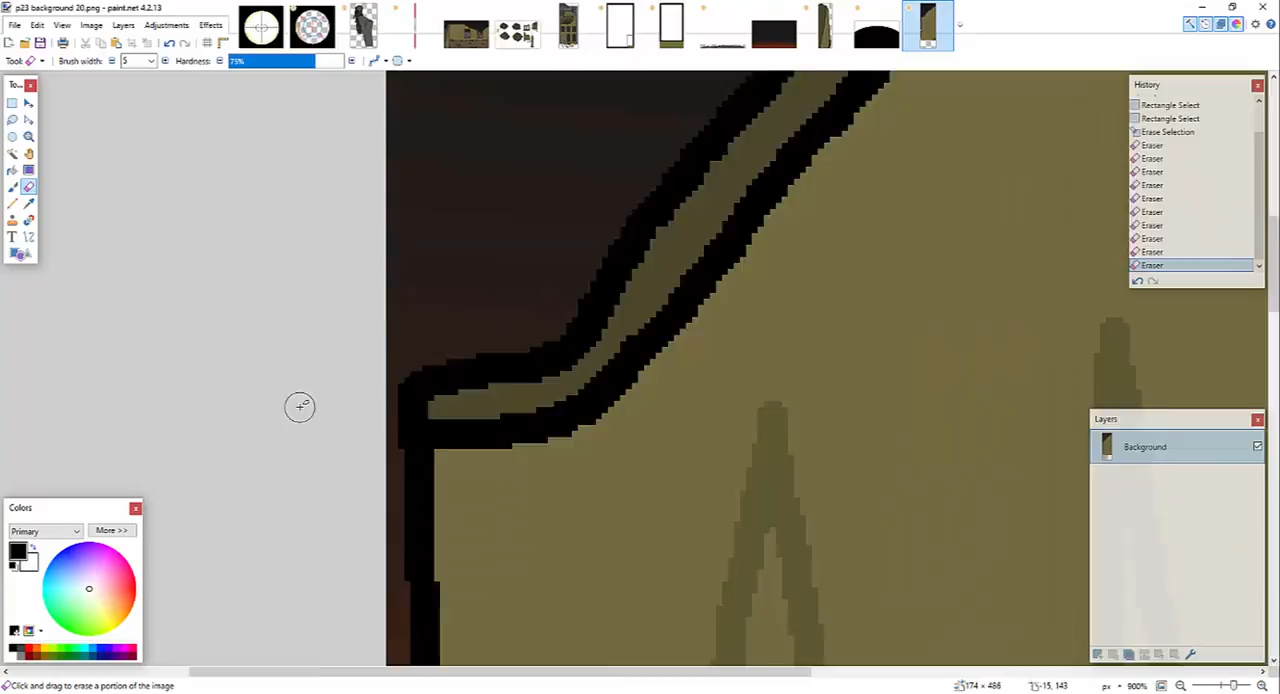 p23 background 20.png - paint.net 4.2.13
File Edit View Image Layers Adjustments Effects
Tool: Brush width: 5 Hardness: 75%
To...
History
Rectangle Select
Rectangle Select
Erase Selection
Eraser
Eraser
Eraser
Eraser
Eraser
Eraser
Eraser
Eraser
Eraser
Eraser
Layers
Background
Colors
Primary More >>
Click and drag to erase a portion of the image 174 × 486 -15, 143 px 900%